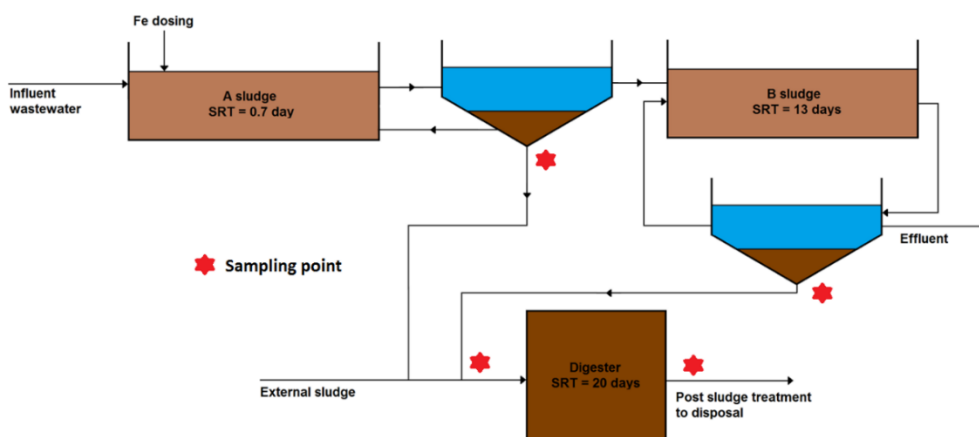 Fe dosing
Influent
wastewater
A sludge
SRT = 0.7 day
B sludge
SRT = 13 days
Effluent
Sampling point
External sludge
Digester
SRT = 20 days
Post sludge treatment
to disposal